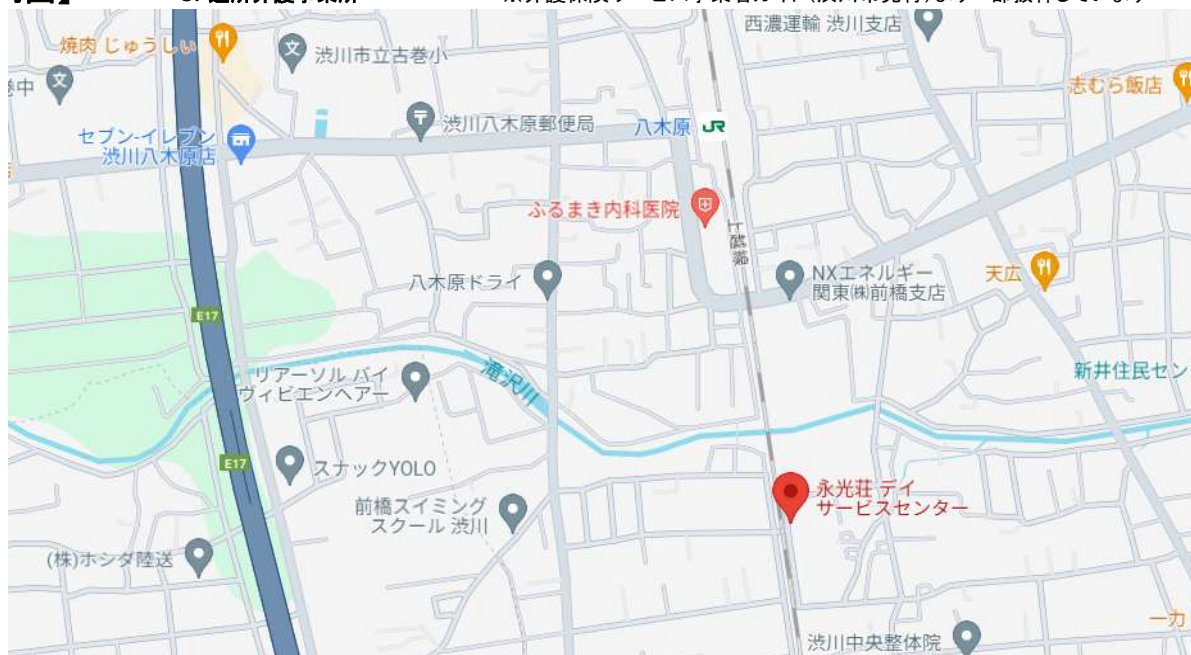 西濃運輸 渋川支店
焼肉 じゅうしい
渋川市立古巻小
巻中
志むら飯店
渋川八木原郵便局
八木原 JR
セブン-イレブン
渋川八木原店
ふるまき内科医院
上越線
八木原ドライ
NXエネルギー
関東㈱前橋支店
天広
E17
滝沢川
リアーソル バイ
ヴィビエンヘアー
新井住民セン
E17
スナックYOLO
永光荘 デイ
サービスセンター
前橋スイミング
スクール 渋川
(株)ホシダ陸送
一力
渋川中央整体院